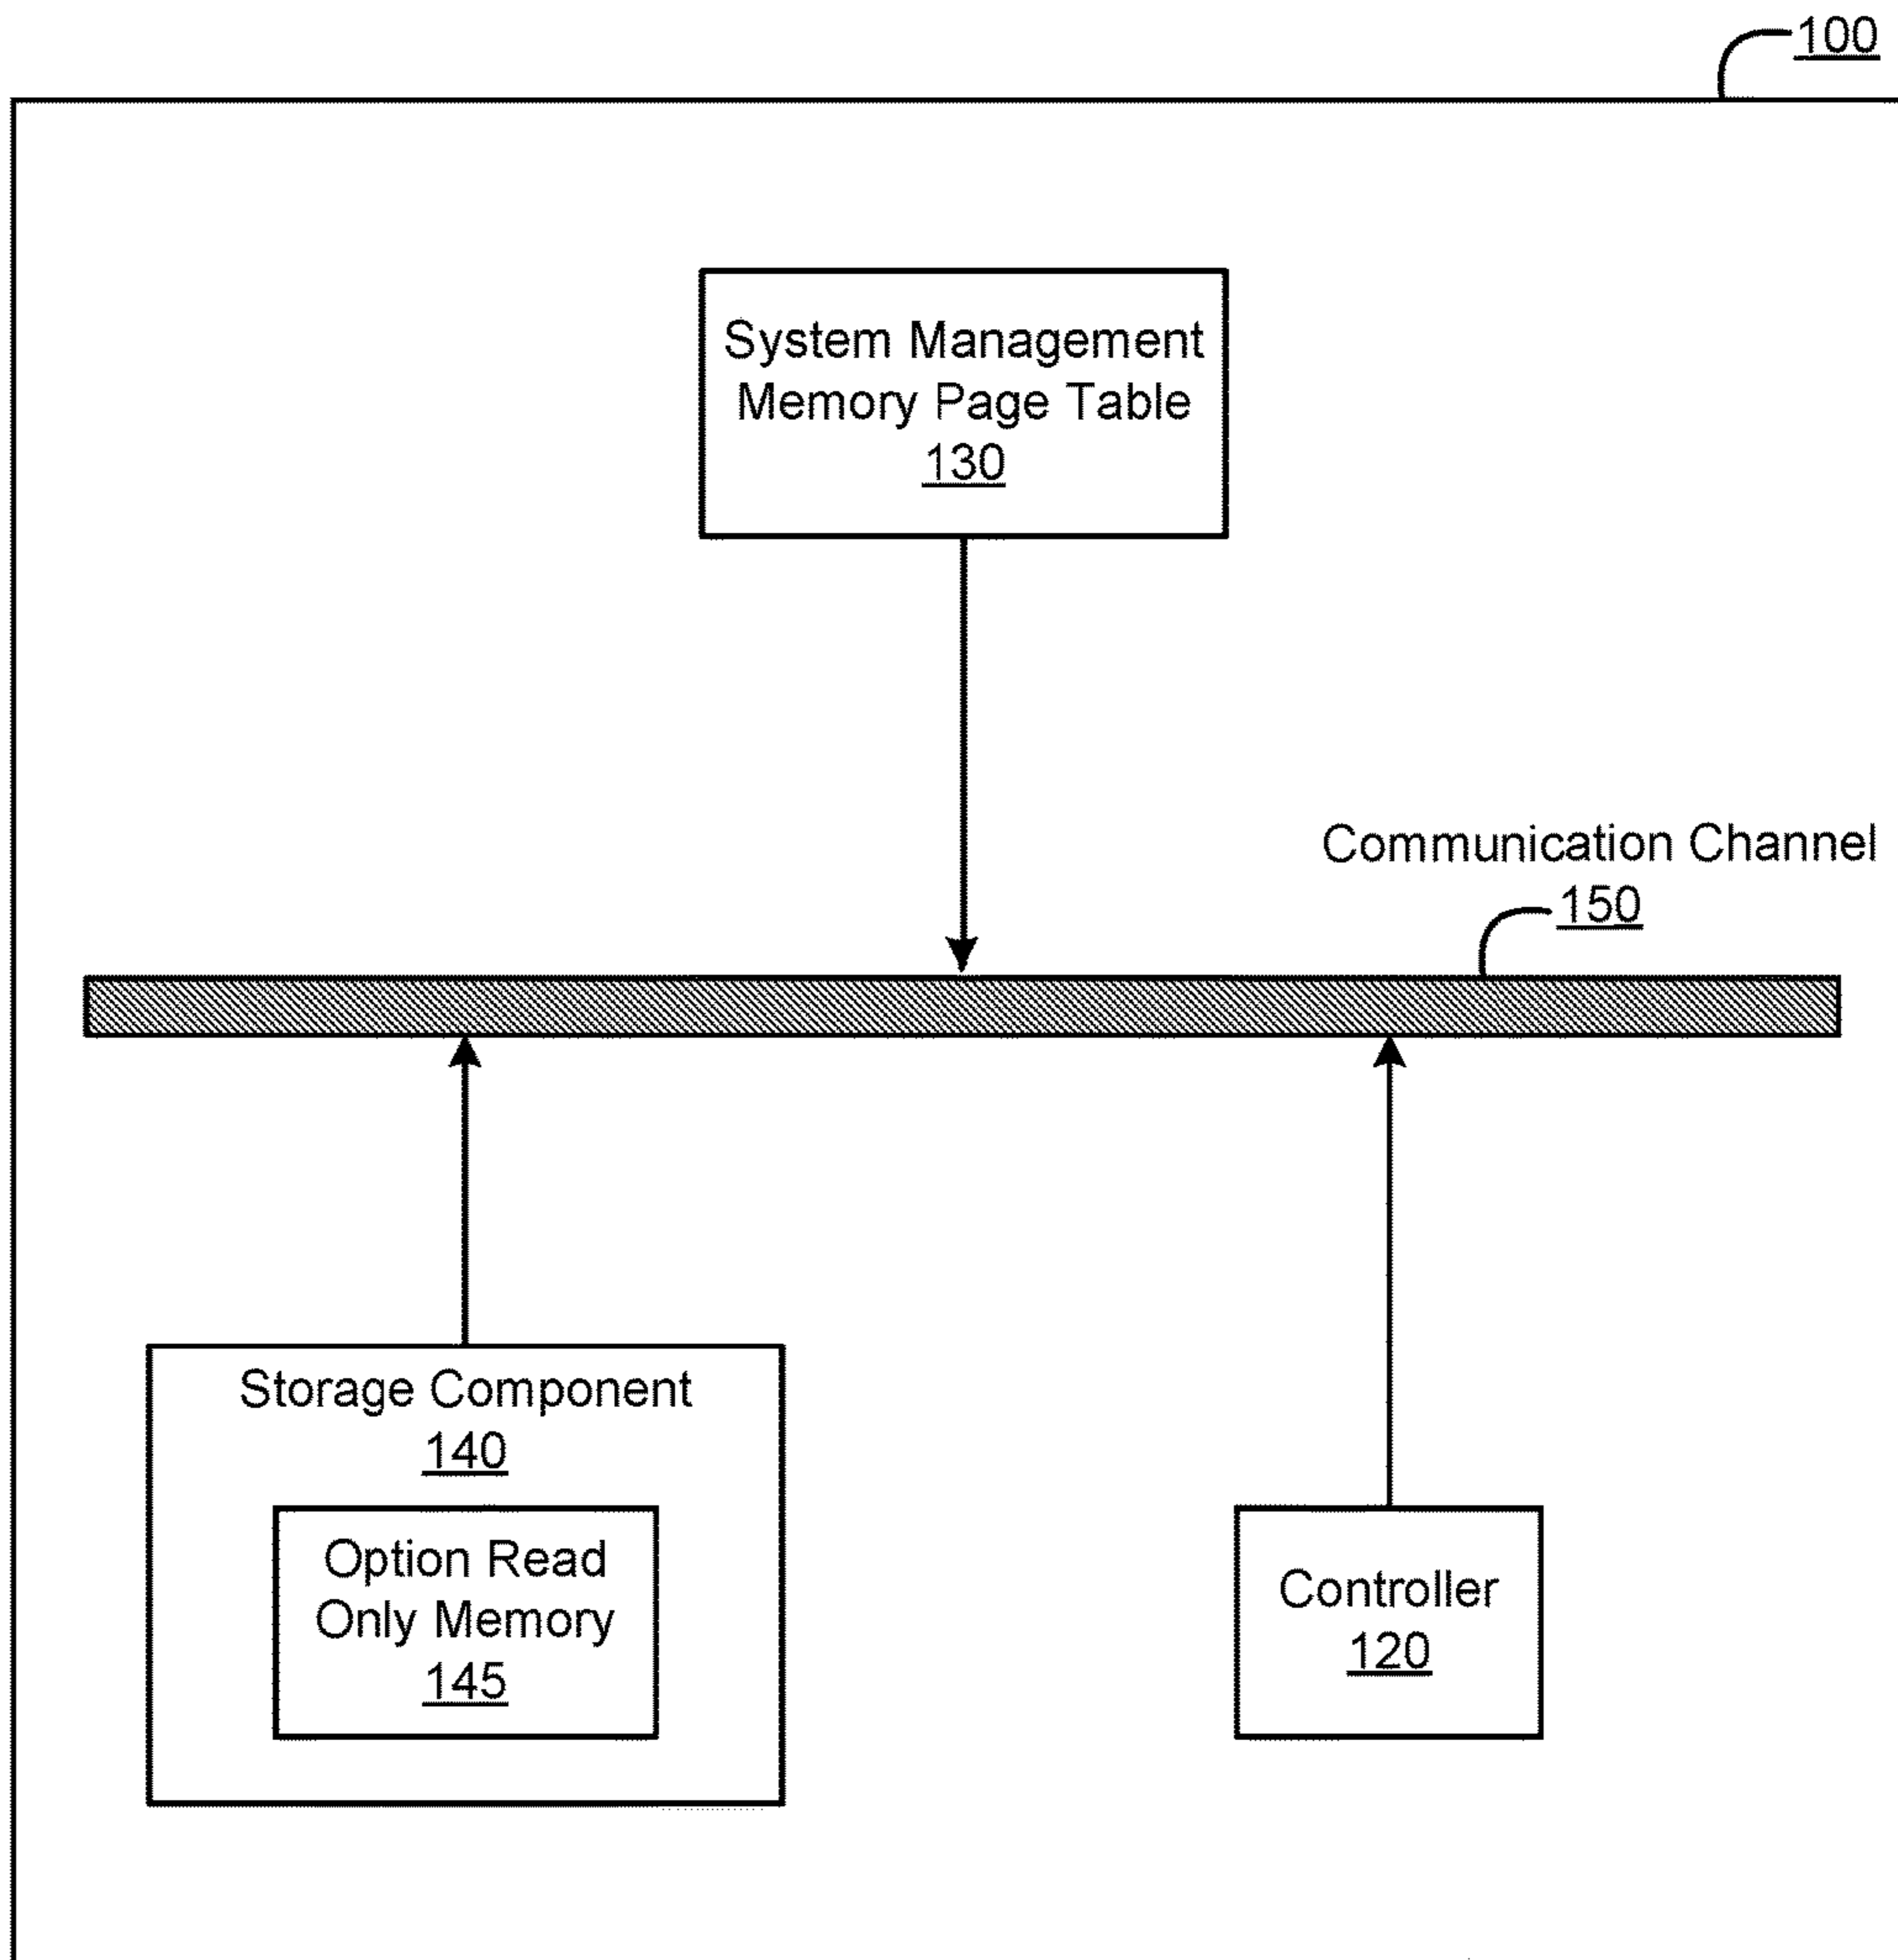 100
System Management
Memory Page Table
130
Communication Channel
150
Storage Component
140
Option Read
Only Memory
145
Controller
120